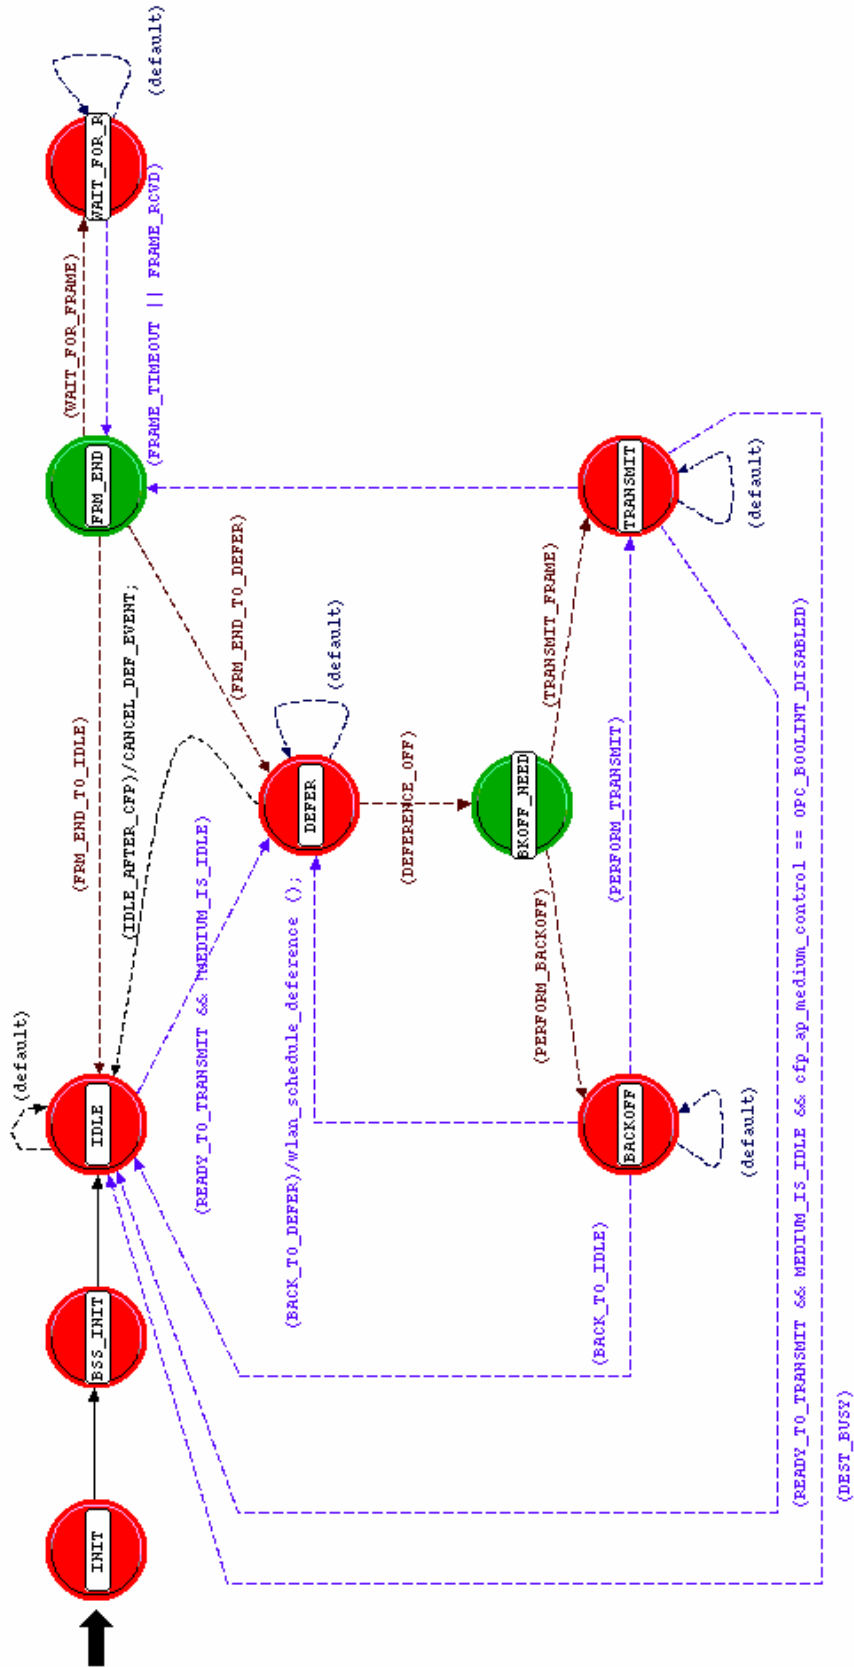 INIT
BSS_INIT
IDLE
(default)
(FRM_END_TO_IDLE)
FRM_END
(WAIT_FOR_FRAME)
WAIT_FOR_R
(default)
(FRAME_TIMEOUT || FRAME_RCVD)
(IDLE_AFTER_CFP)/CANCEL_DEF_EVENT;
(FRM_END_TO_DEFER)
(READY_TO_TRANSMIT && !MEDIUM_IS_IDLE)
DEFER
(default)
(BACK_TO_DEFER)/wlan_schedule_deference ();
(DEFERENCE_OFF)
BKOFF_NEED
(PERFORM_BACKOFF)
(TRANSMIT_FRAME)
(BACK_TO_IDLE)
BACKOFF
(PERFORM_TRANSMIT)
TRANSMIT
(default)
(default)
(READY_TO_TRANSMIT && MEDIUM_IS_IDLE && cfp_ap_medium_control == OPC_BOOLINT_DISABLED)
(DEST_BUSY)